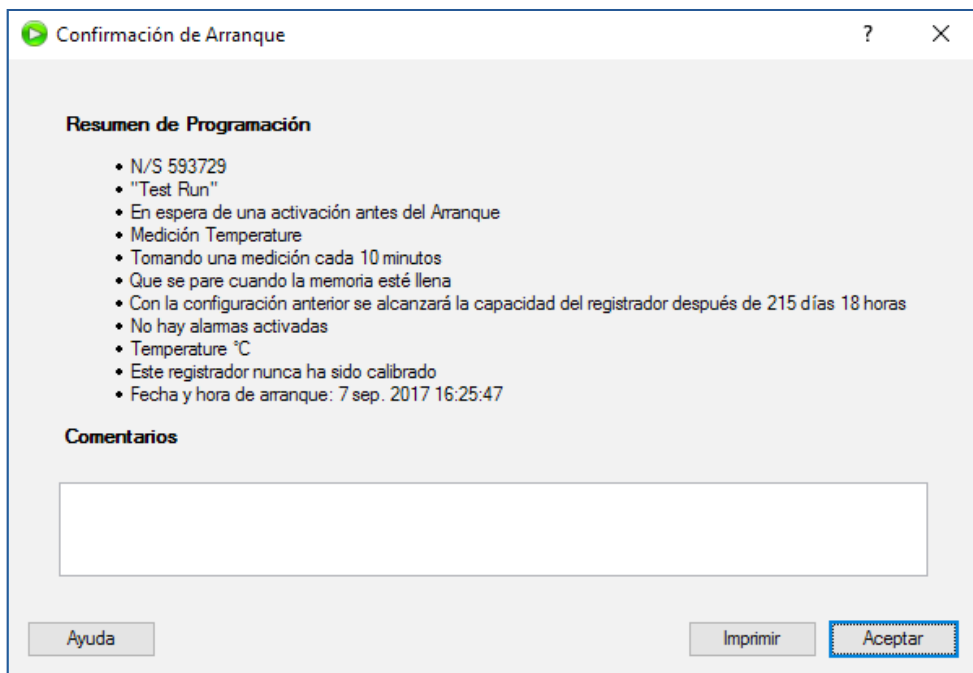 Confirmación de Arranque
?
Resumen de Programación
• N/S 593729
• "Test Run"
• En espera de una activación antes del Arranque
• Medición Temperature
• Tomando una medición cada 10 minutos
• Que se pare cuando la memoria esté llena
• Con la configuración anterior se alcanzará la capacidad del registrador después de 215 días 18 horas
• No hay alarmas activadas
• Temperature °C
• Este registrador nunca ha sido calibrado
• Fecha y hora de arranque: 7 sep. 2017 16:25:47
Comentarios
Ayuda
Imprimir
Aceptar